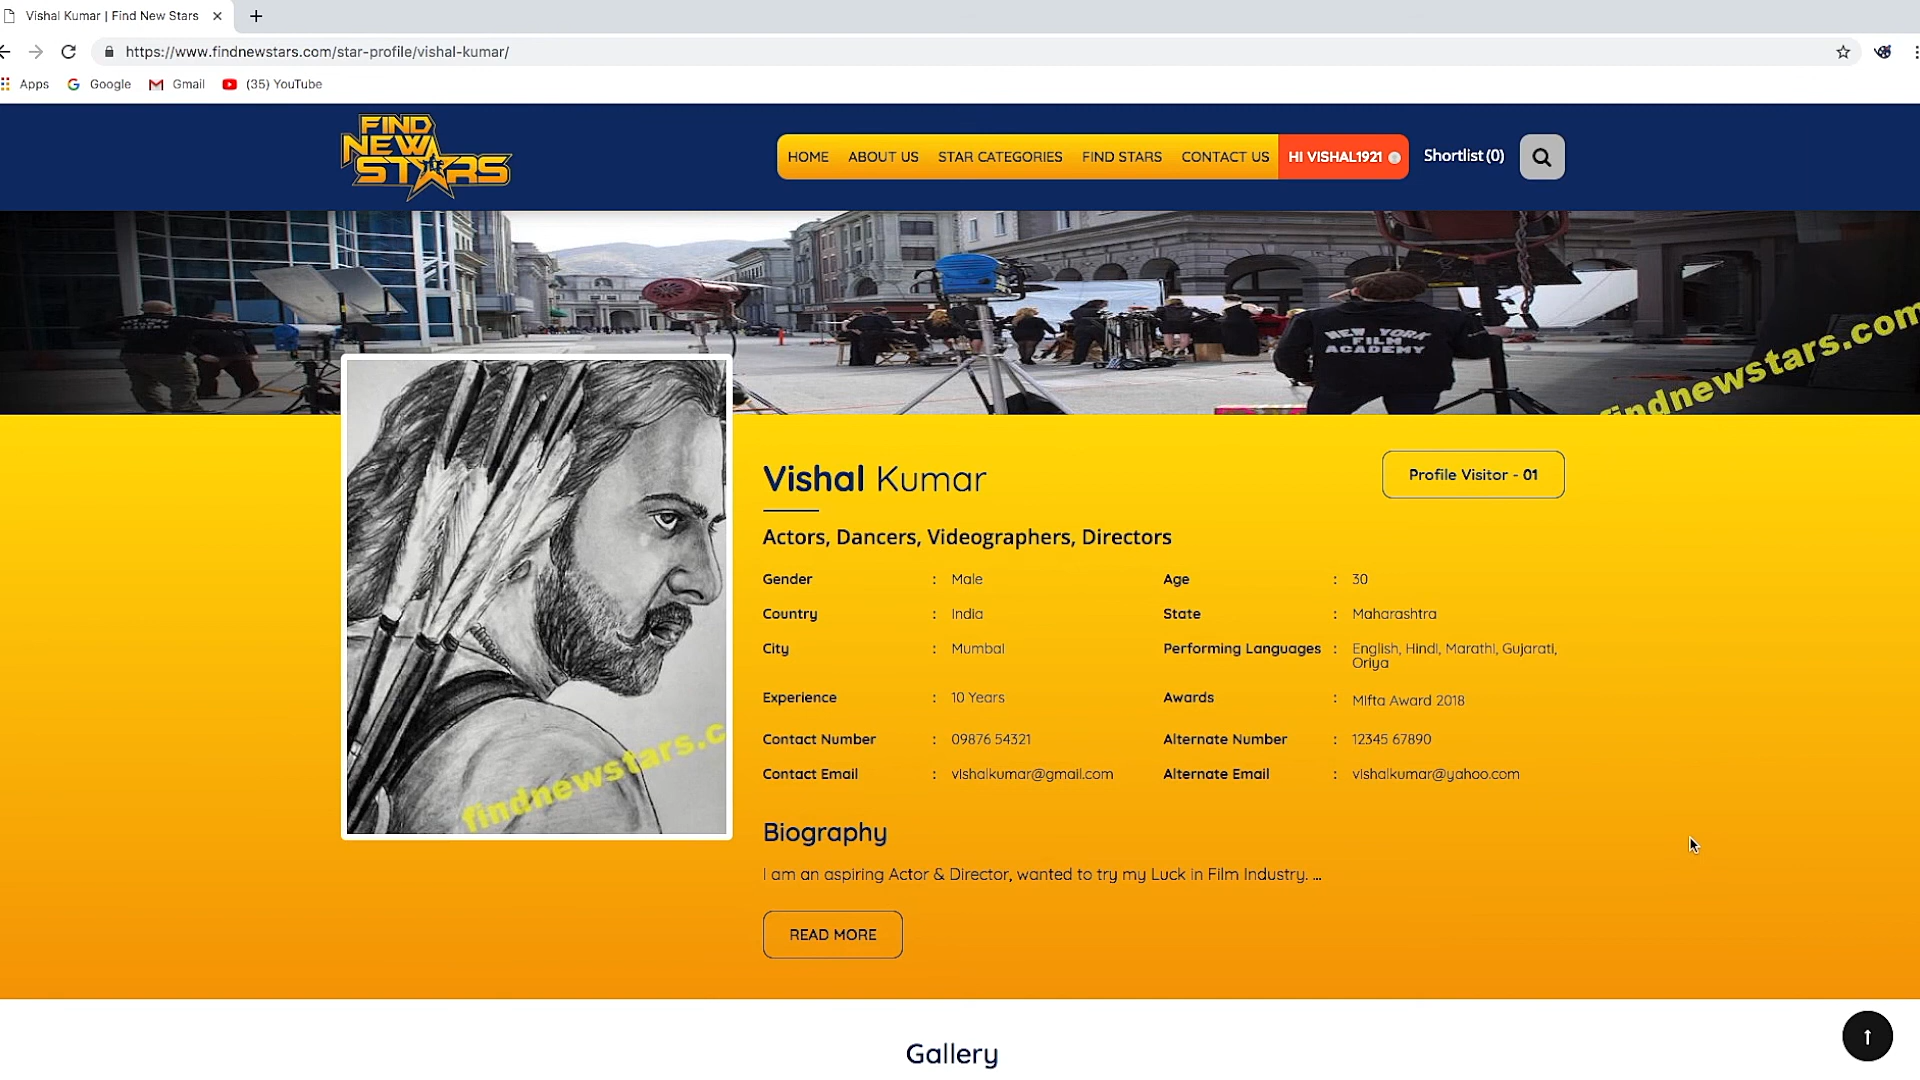 Vishal Kumar | Find New Stars
https://www.findnewstars.com/star-profile/vishal-kumar/
Apps Google Gmail (35) YouTube
FIND
NEW
STARS
HOME ABOUT US STAR CATEGORIES FIND STARS CONTACT US HI VISHAL1921 Shortlist (0)
NEW YORK
FILM
ACADEMY
findnewstars.com
Vishal Kumar
Profile Visitor - 01
Actors, Dancers, Videographers, Directors
Gender : Male Age : 30
Country : India State : Maharashtra
City : Mumbai Performing Languages : English, Hindi, Marathi, Gujarati,
Oriya
Experience : 10 Years Awards : Mifta Award 2018
Contact Number : 09876 54321 Alternate Number : 12345 67890
Contact Email : vishalkumar@gmail.com Alternate Email : vishalkumar@yahoo.com
findnewstars.c
Biography
I am an aspiring Actor & Director, wanted to try my Luck in Film Industry. ...
READ MORE
Gallery